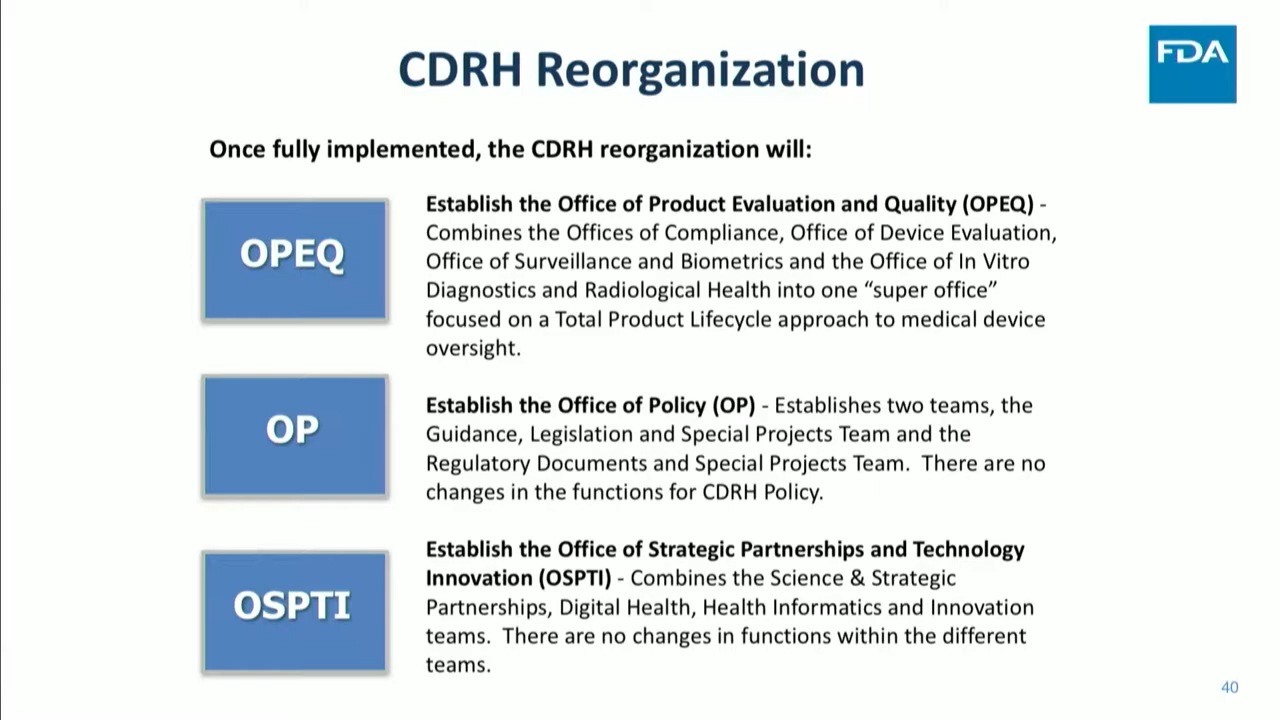 CDRH Reorganization
FDA
Once fully implemented, the CDRH reorganization will:
OPEQ
Establish the Office of Product Evaluation and Quality (OPEQ) -
Combines the Offices of Compliance, Office of Device Evaluation,
Office of Surveillance and Biometrics and the Office of In Vitro
Diagnostics and Radiological Health into one “super office”
focused on a Total Product Lifecycle approach to medical device
oversight.
OP
Establish the Office of Policy (OP) - Establishes two teams, the
Guidance, Legislation and Special Projects Team and the
Regulatory Documents and Special Projects Team.  There are no
changes in the functions for CDRH Policy.
OSPTI
Establish the Office of Strategic Partnerships and Technology
Innovation (OSPTI) - Combines the Science & Strategic
Partnerships, Digital Health, Health Informatics and Innovation
teams.  There are no changes in functions within the different
teams.
40